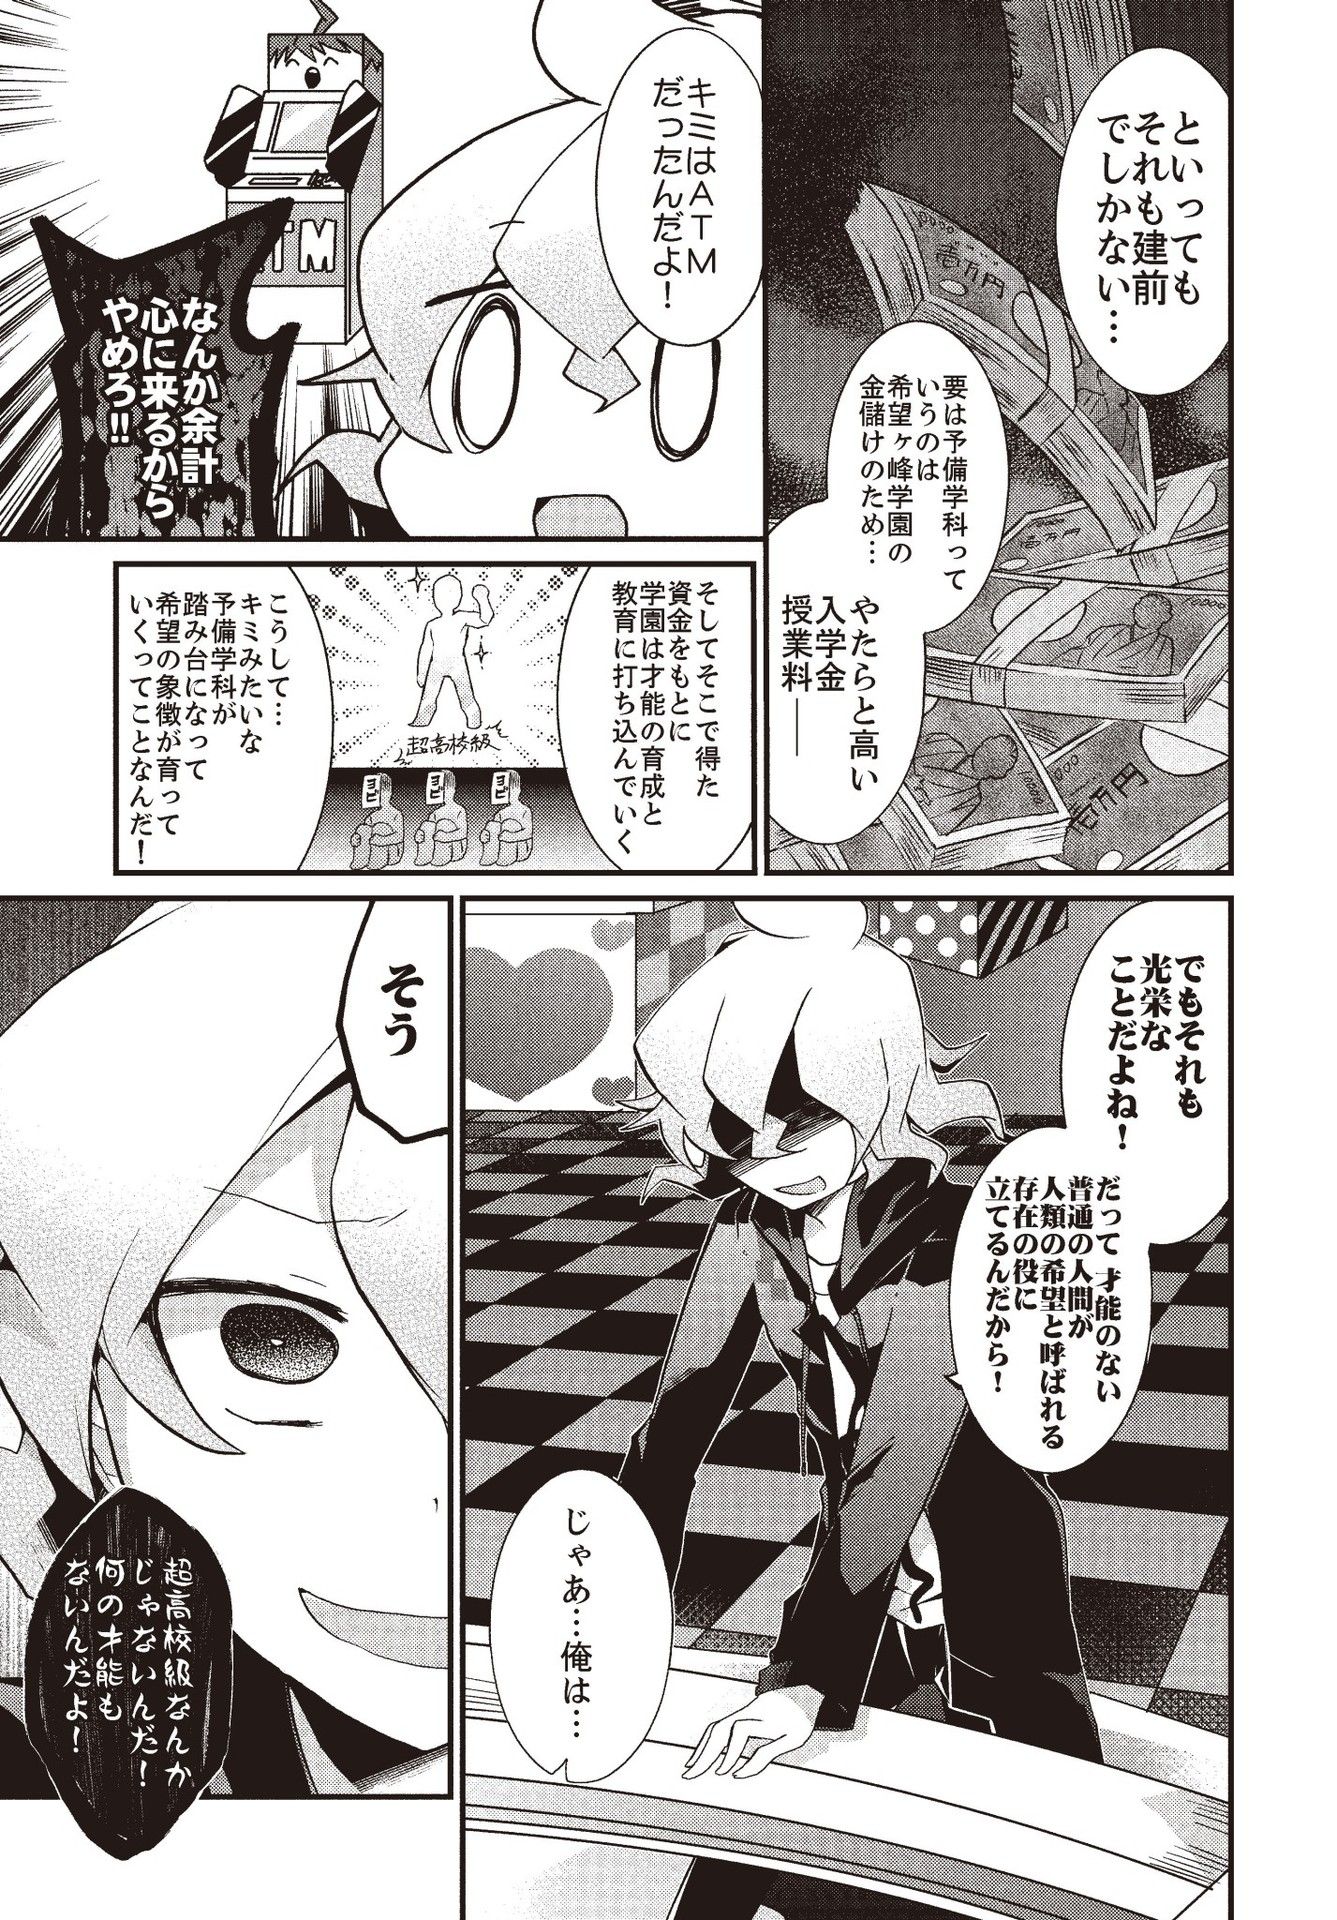 といっても
それも建前
でしかない…
要は予備学科って
いうのは
希望ヶ峰学園の
金儲けのため…
やたらと高い
入学金
授業料――
壱万円
壱万円
壱万円
10000
キミはATM
だったんだよ！
ATM
なんか余計
心に来るから
やめろ!!
そしてそこで得た
資金をもとに
学園は才能の育成と
教育に打ち込んでいく
超高校級
ヨビ
ヨビ
ヨビ
こうして…
キミみたいな
予備学科が
踏み台になって
希望の象徴が育って
いくってことなんだ！
でもそれも
光栄な
ことだよね！
だって 才能のない
普通の人間が
人類の希望と呼ばれる
存在の役に
立てるんだから！
じゃあ…俺は…
そう
超高校級なんか
じゃないんだ！
何の才能も
ないんだよ！